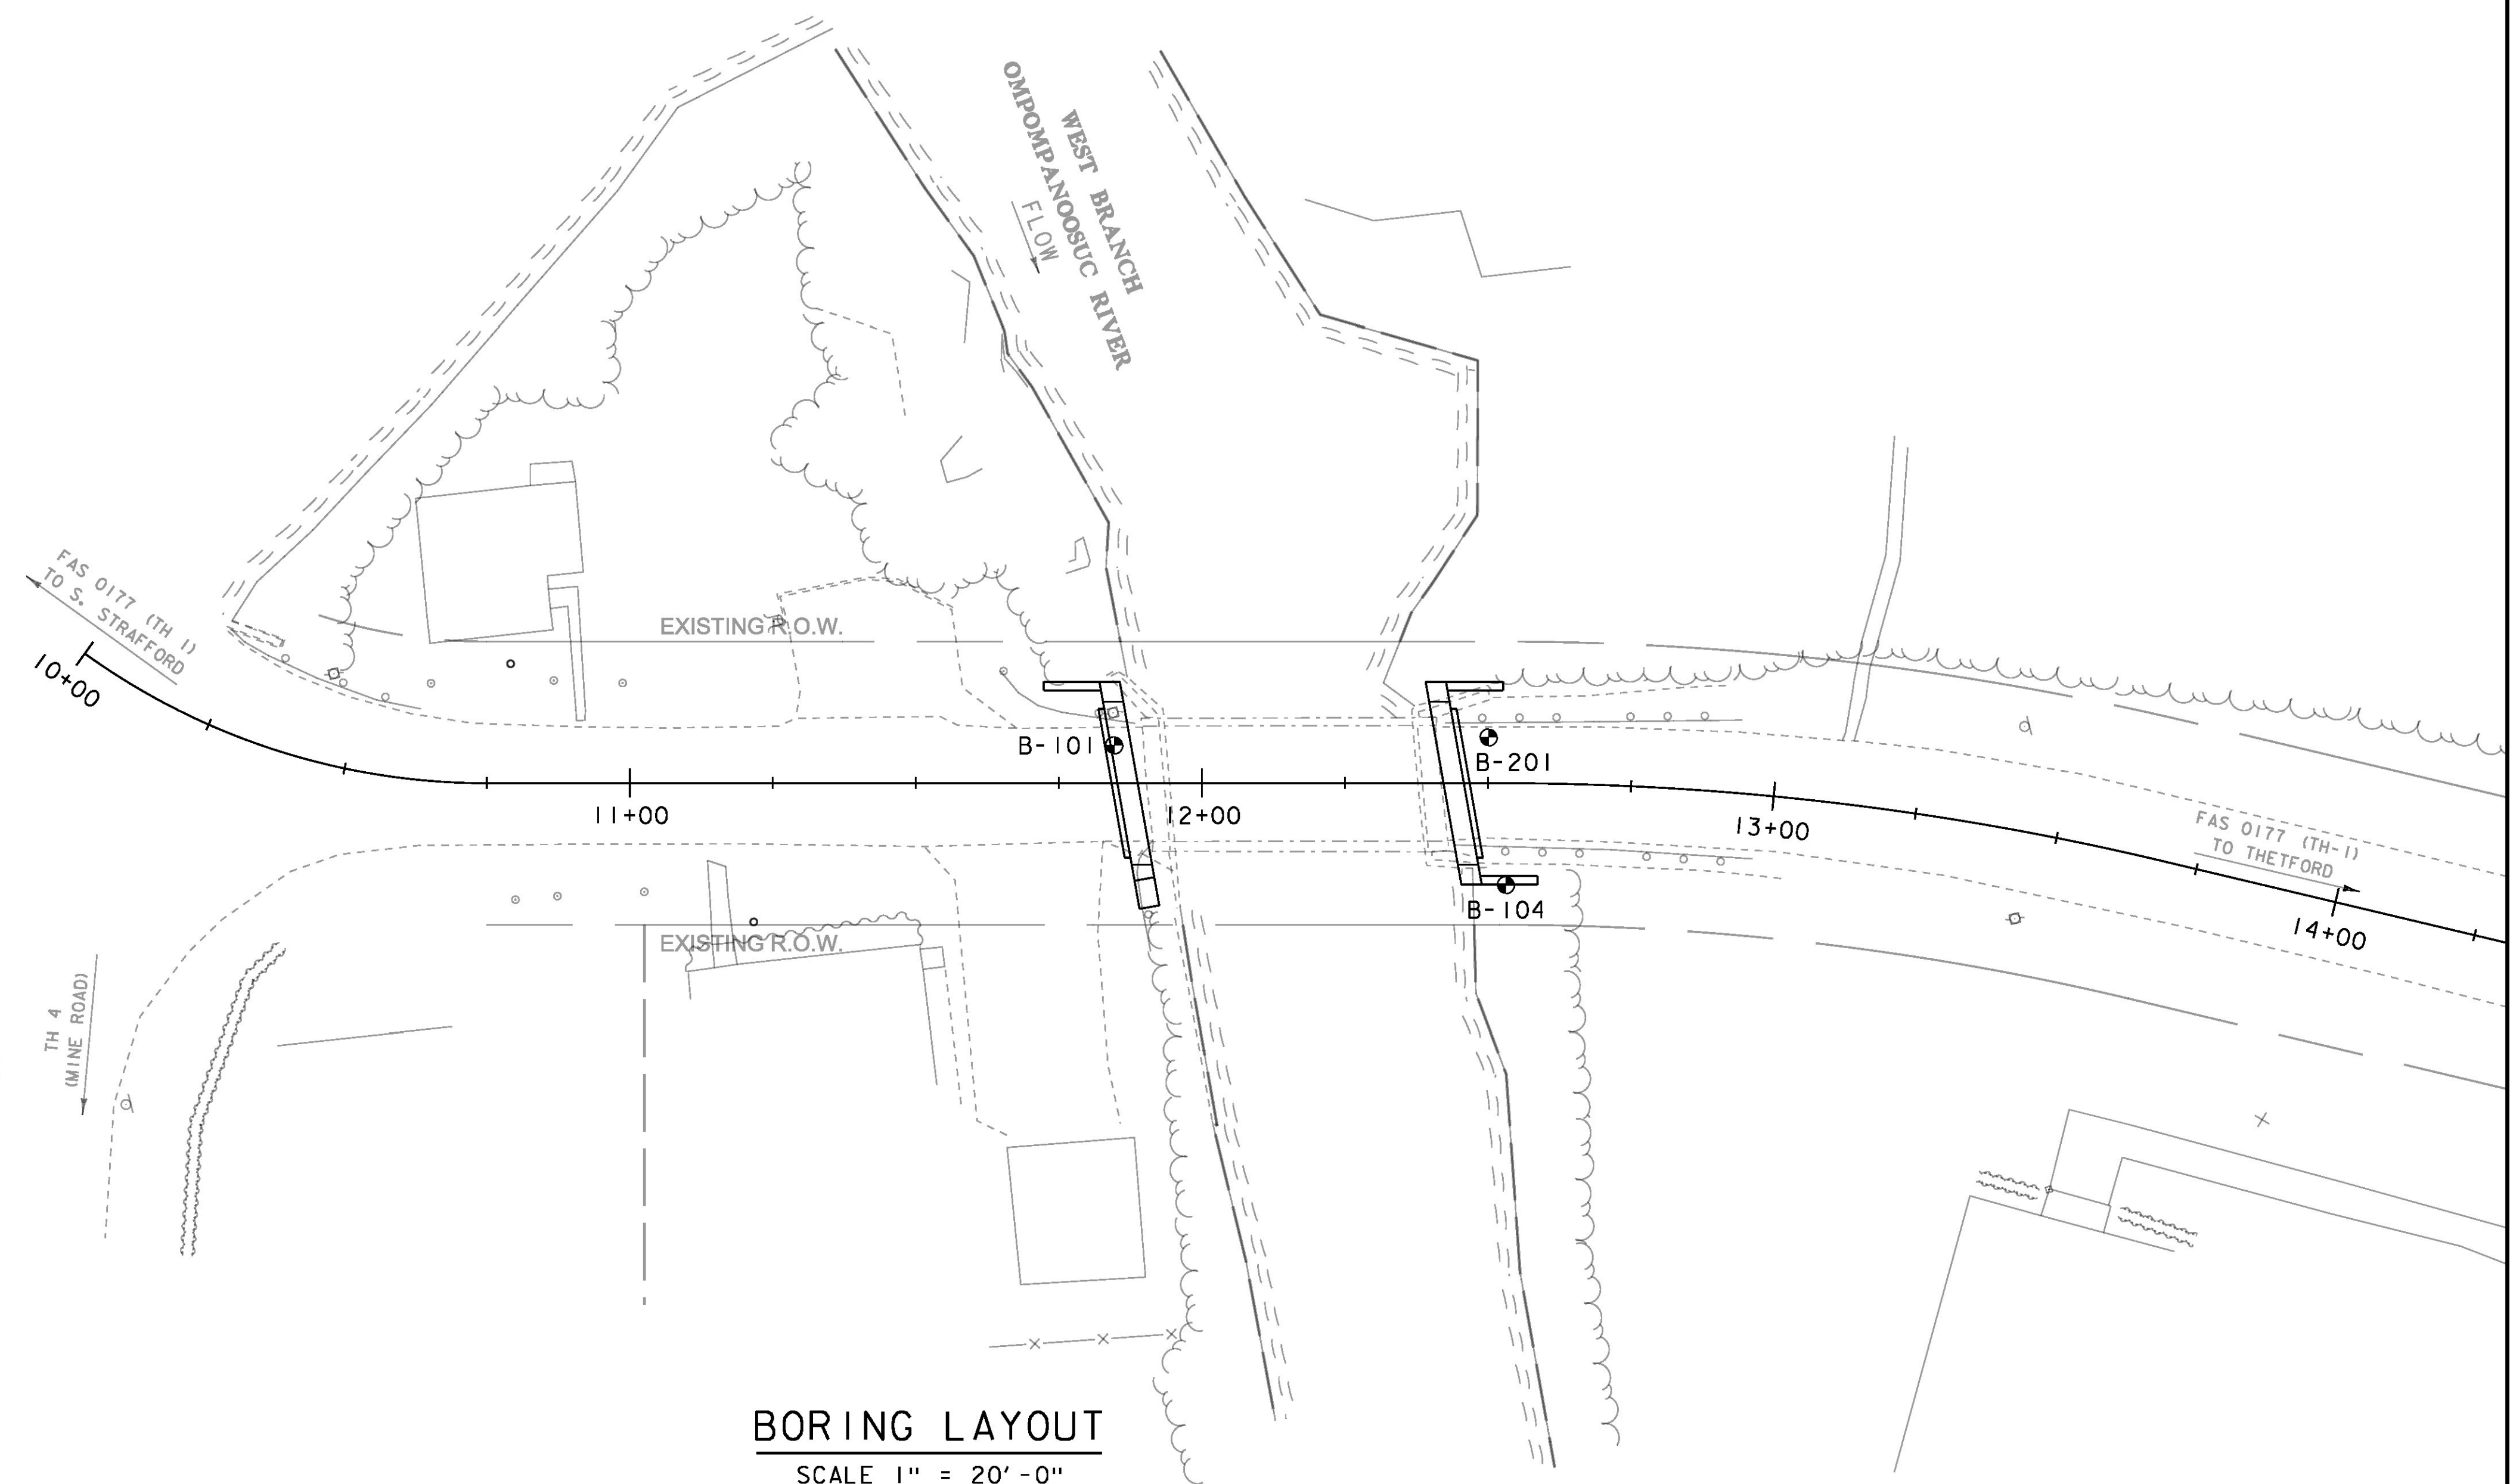 WEST BRANCH
OMPOMPANOOSUC RIVER
FLOW
FAS 0177 (TH 1)
TO S. STRAFFORD
10+00
EXISTING R.O.W.
B-101
B-201
11+00
12+00
13+00
FAS 0177 (TH-1)
TO THETFORD
B-104
14+00
EXISTING R.O.W.
TH 4
(MINE ROAD)
BORING LAYOUT
SCALE 1" = 20'-0"